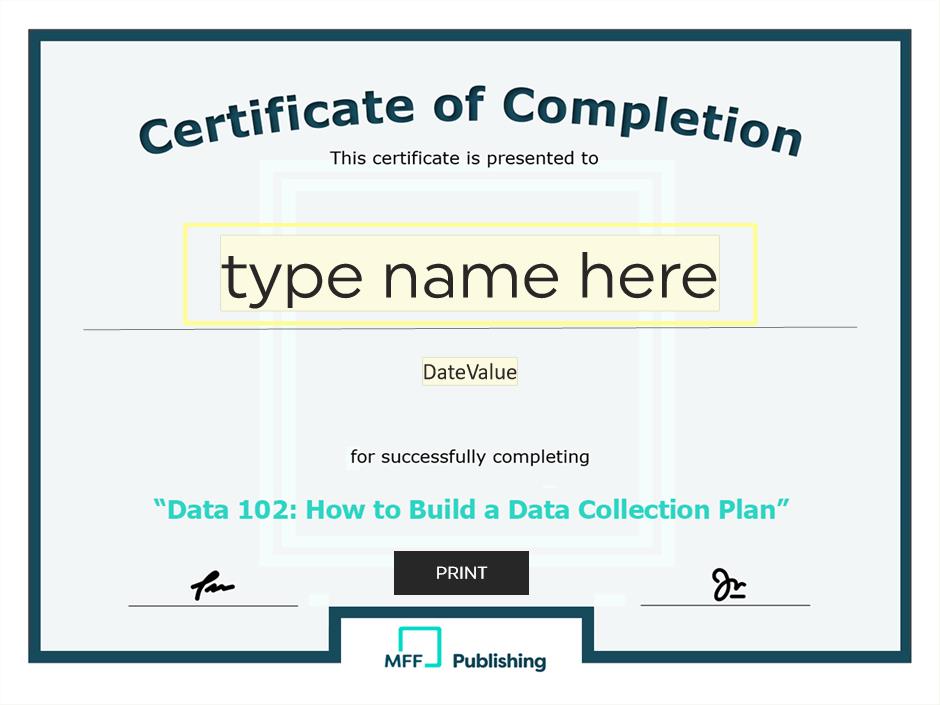 Certificate of Completion
This certificate is presented to
type name here
DateValue
for successfully completing
“Data 102: How to Build a Data Collection Plan”
PRINT
MFF Publishing